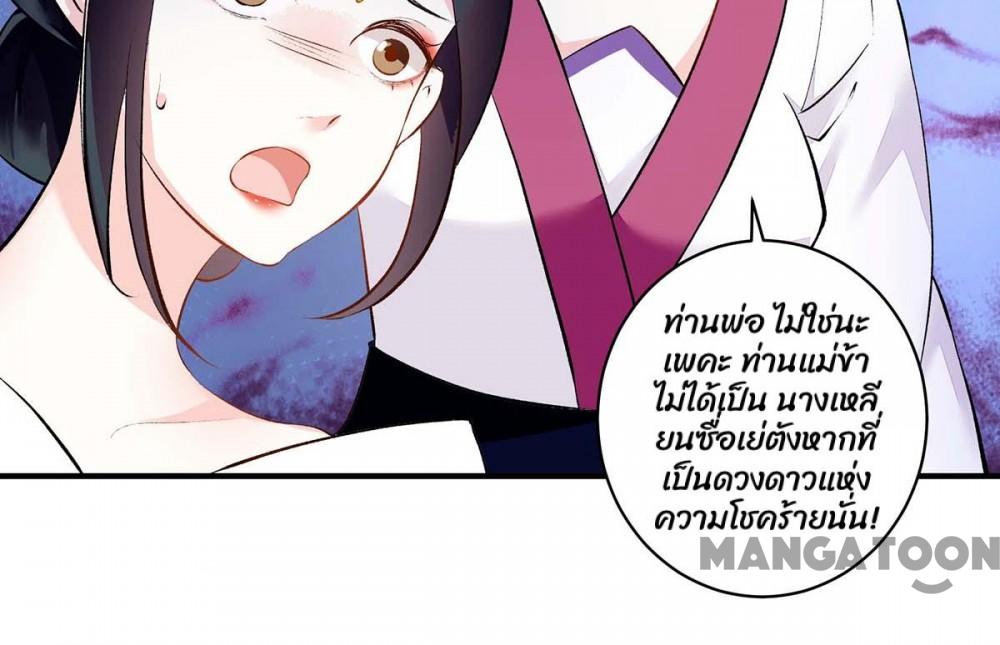 ท่านพ่อ ไม่ใช่นะ
เพคะ ท่านแม่ข้า
ไม่ได้เป็น นางเหลี
ยนซื่อเย่ตังหากที่
เป็นดวงดาวแห่ง
ความโชคร้ายนั่น!
MANGATOON